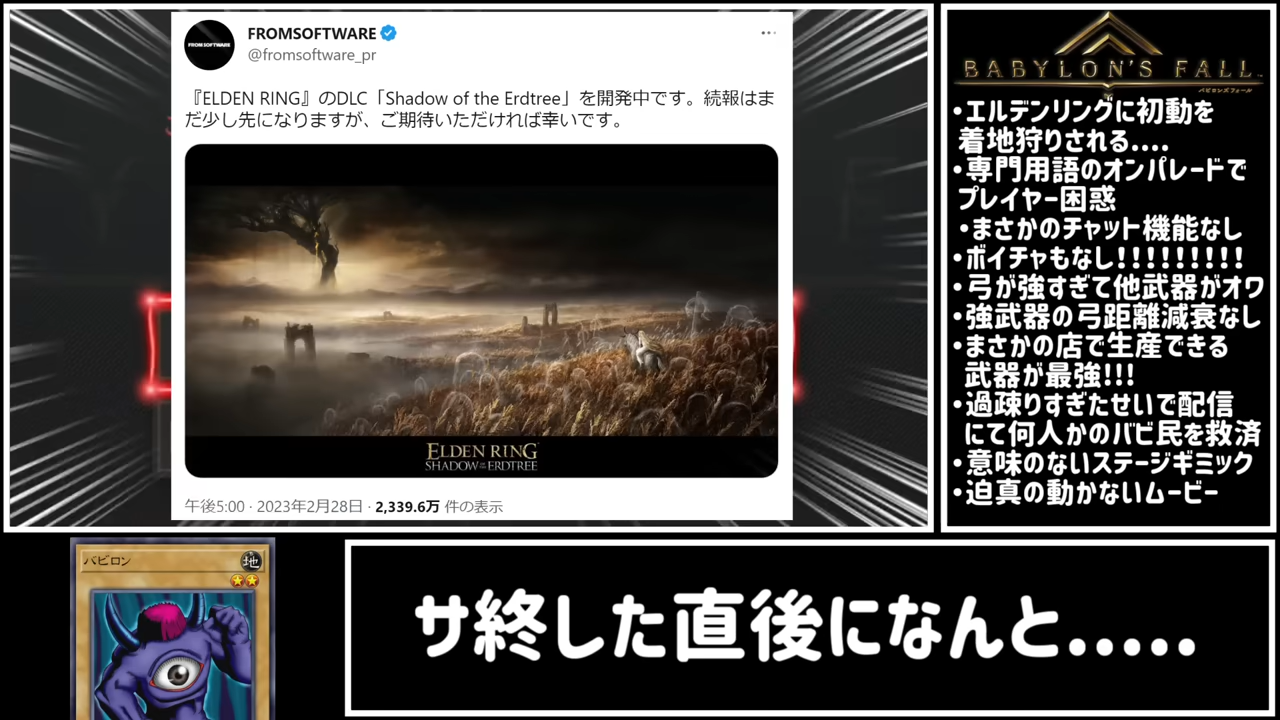 FROMSOFTWARE
FROMSOFTWARE
@fromsoftware_pr
『ELDEN RING』のDLC「Shadow of the Erdtree」を開発中です。続報はま
だ少し先になりますが、ご期待いただければ幸いです。
ELDEN RING
SHADOW OF THE ERDTREE
午後5:00 · 2023年2月28日 · 2,339.6万 件の表示
BABYLON'S FALL
バビロンズフォール
・エルデンリングに初動を
着地狩りされる....
・専門用語のオンパレードで
プレイヤー困惑
・まさかのチャット機能なし
・ボイチャもなし!!!!!!!!!
・弓が強すぎて他武器がオワ
・強武器の弓距離減衰なし
・まさかの店で生産できる
武器が最強!!!
・過疎りすぎたせいで配信
にて何人かのバビ民を救済
・意味のないステージギミック
・迫真の動かないムービー
バビロン
地
サ終した直後になんと.....